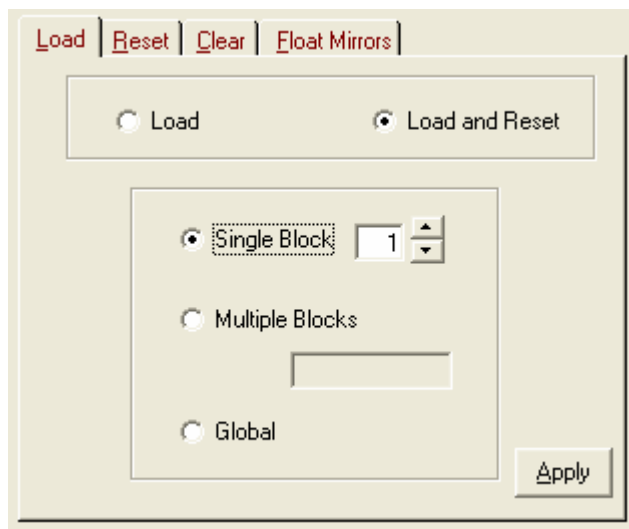 Load Reset Clear Float Mirrors
Load Load and Reset
Single Block 1
Multiple Blocks
Global
Apply